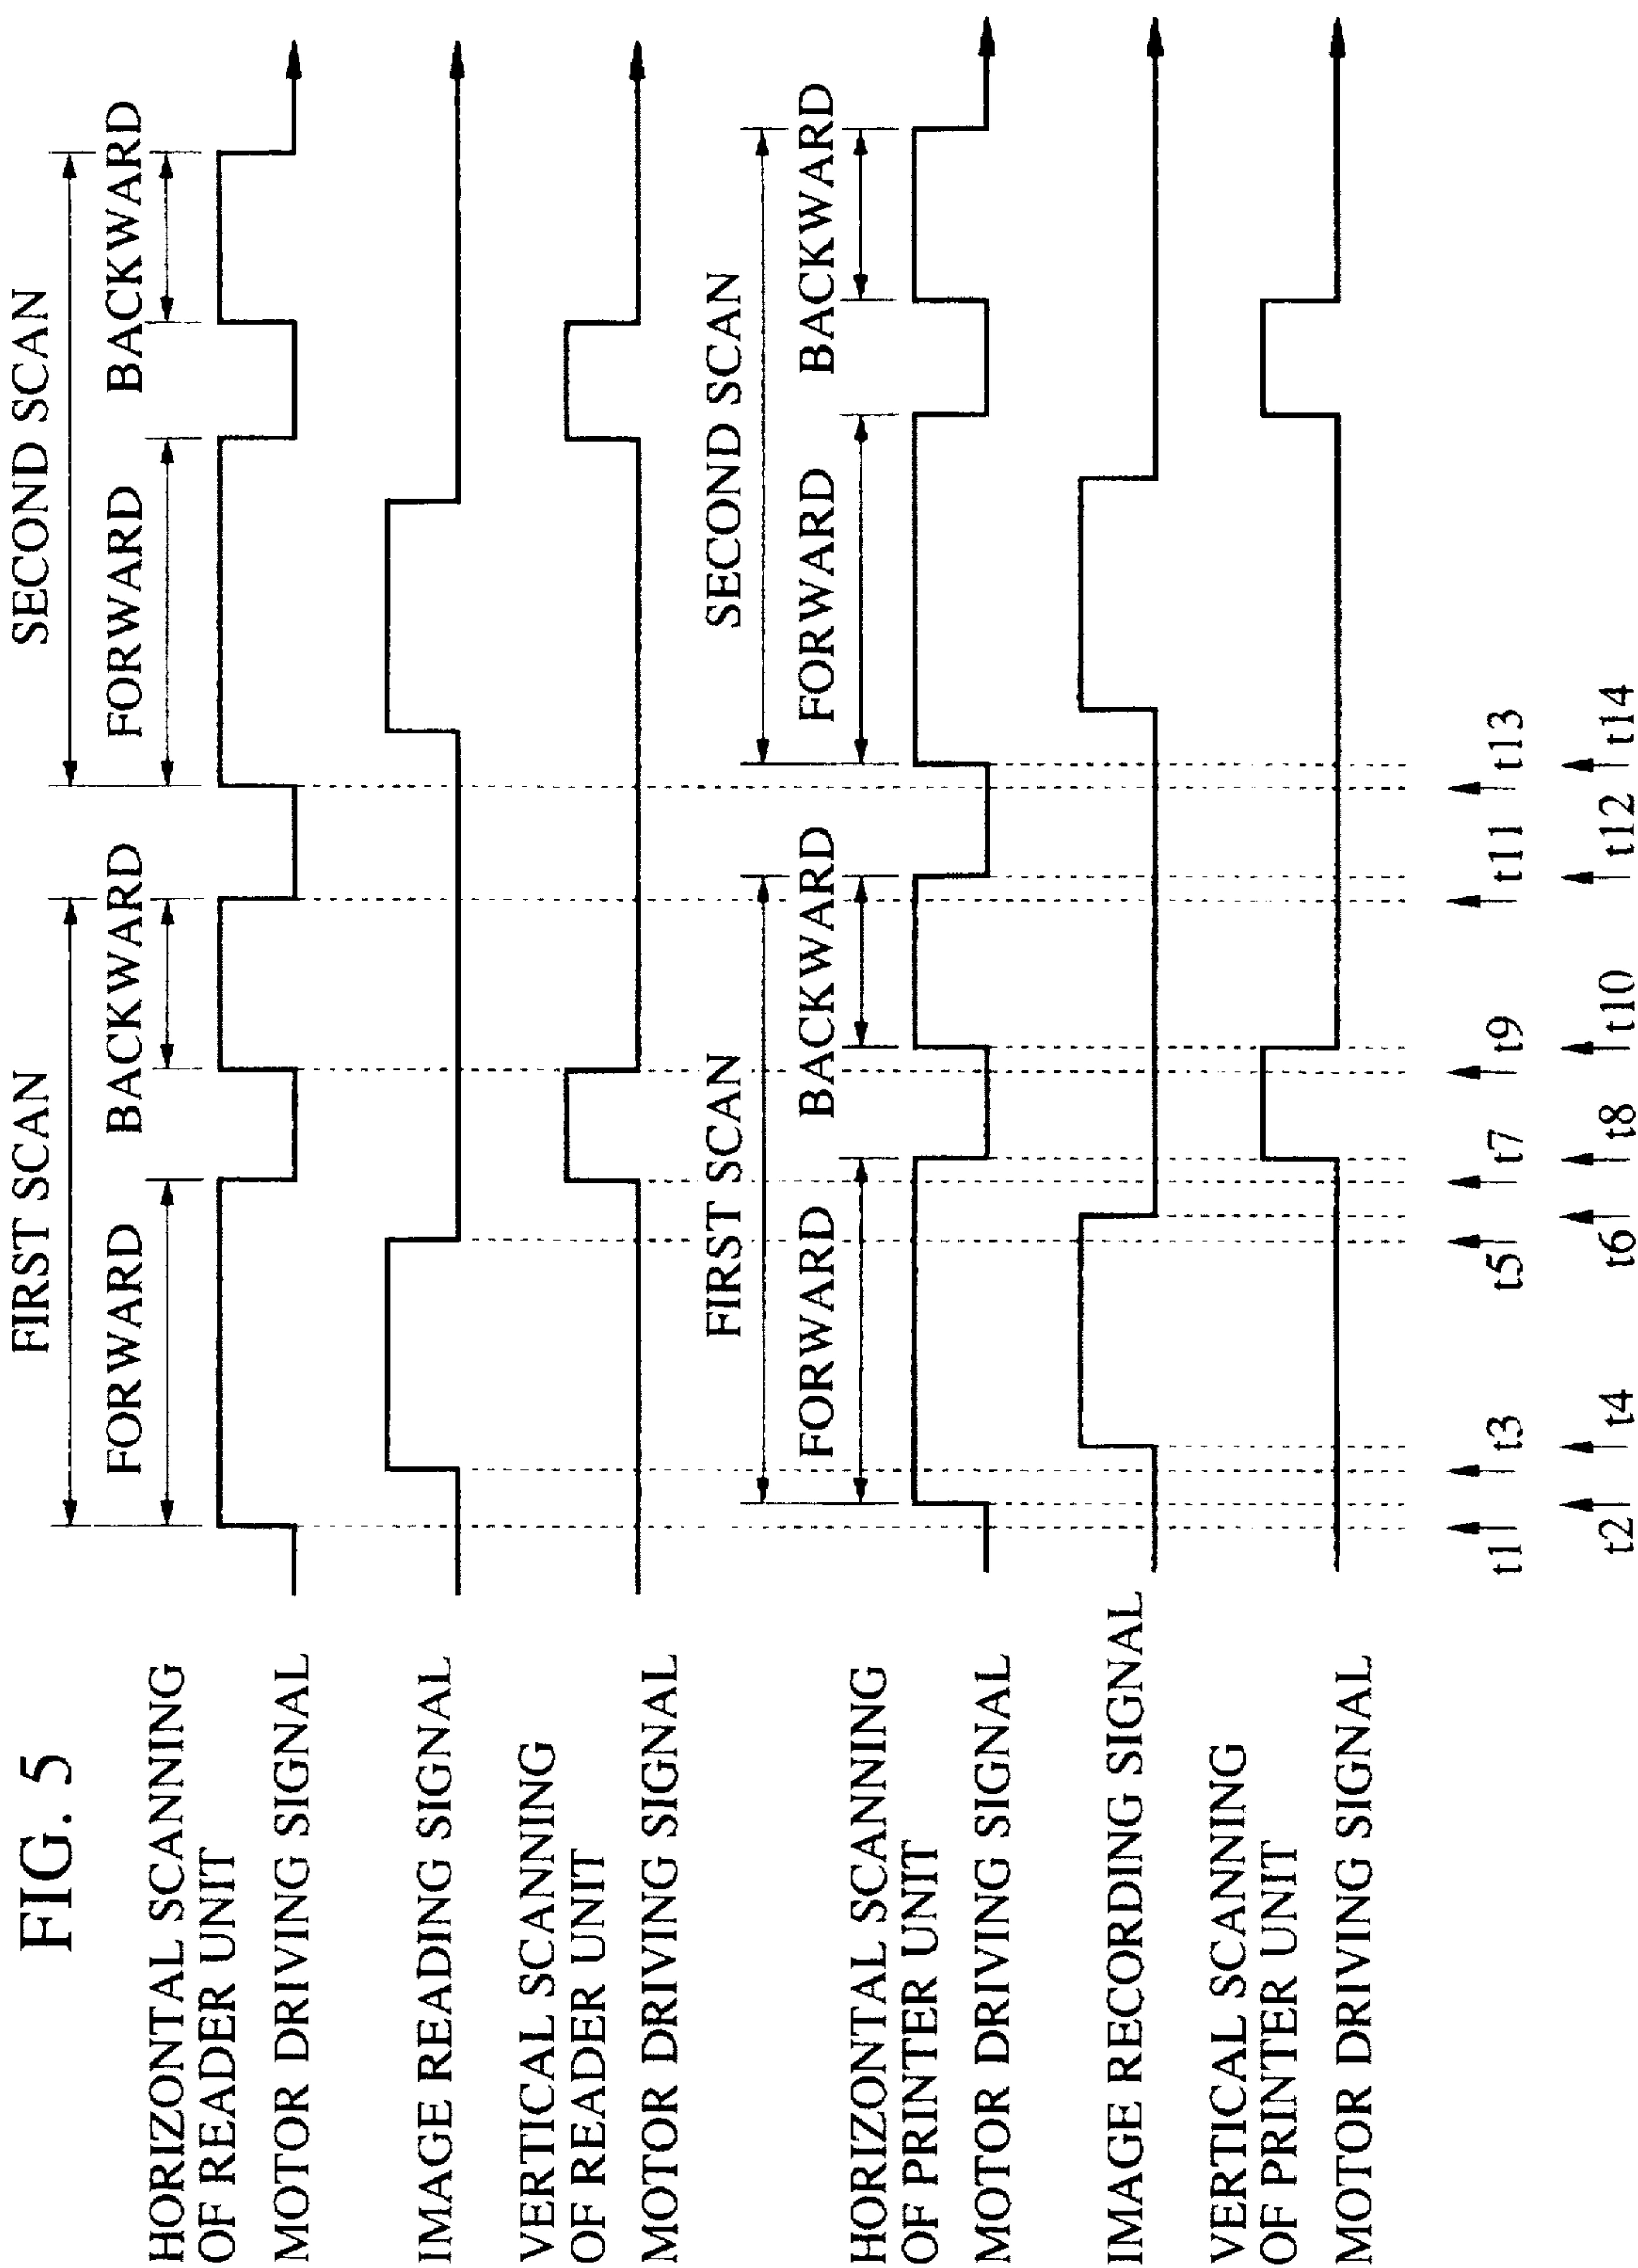 FIG. 5
FIRST SCAN
SECOND SCAN
FORWARD
BACKWARD
FORWARD
BACKWARD
HORIZONTAL SCANNING
OF READER UNIT
MOTOR DRIVING SIGNAL
IMAGE READING SIGNAL
VERTICAL SCANNING
OF READER UNIT
MOTOR DRIVING SIGNAL
FIRST SCAN
SECOND SCAN
FORWARD
BACKWARD
FORWARD
BACKWARD
HORIZONTAL SCANNING
OF PRINTER UNIT
MOTOR DRIVING SIGNAL
IMAGE RECORDING SIGNAL
VERTICAL SCANNING
OF PRINTER UNIT
MOTOR DRIVING SIGNAL
t1 t3 t5 t7 t9 t11 t13
t2 t4 t6 t8 t10 t12 t14